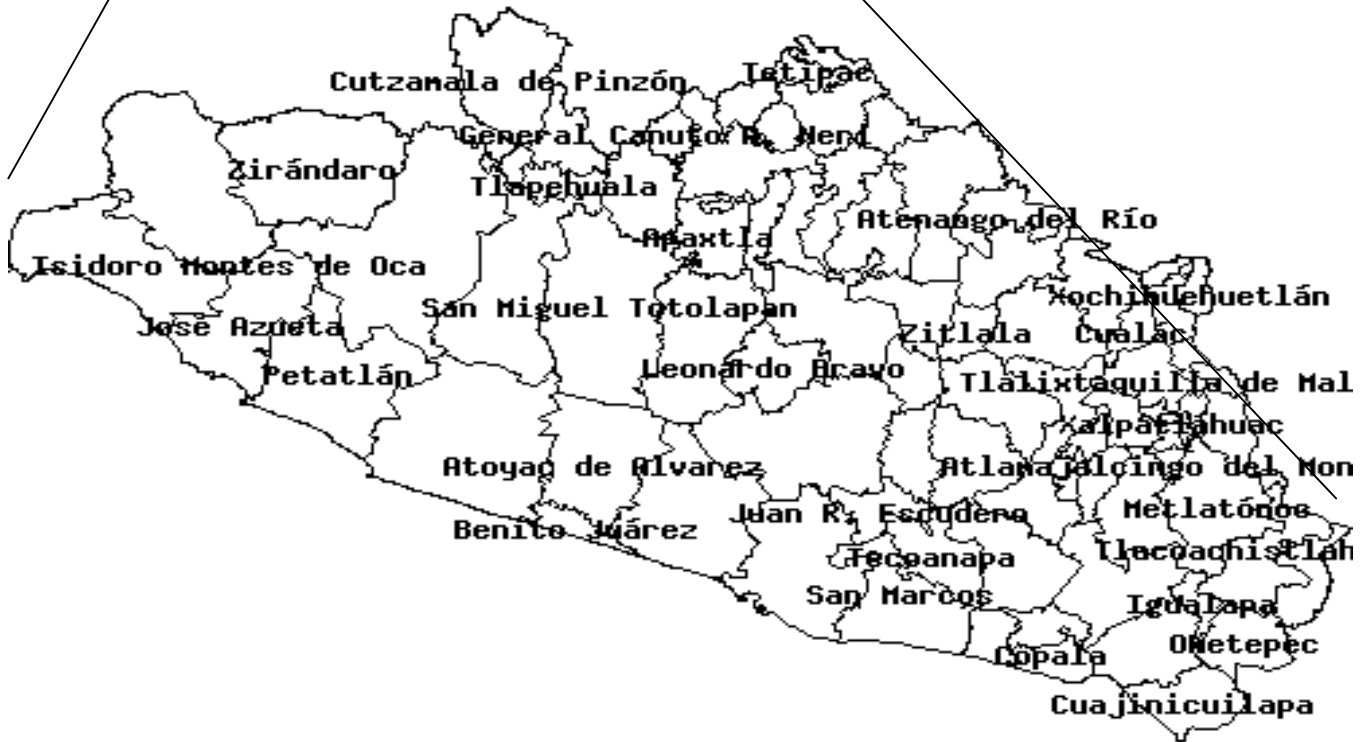 Cutzamala de Pinzón
Tetipac
General Canuto R. Neri
Zirándaro
Tlapehuala
Atenango del Río
Apaxtla
Isidoro Montes de Oca
Xochihuehuetlán
San Miguel Totolapan
José Azueta
Zitlala
Cualác
Leonardo Bravo
Petatlán
Tlalixtaquilla de Mal
Xalpatláhuac
Atoyac de Alvarez
Atlamajalcingo del Mon
Metlatónoc
Juan R. Escudero
Benito Juárez
Tlacoachistlah
Tecoanapa
San Marcos
Igualapa
Ometepec
Copala
Cuajinicuilapa